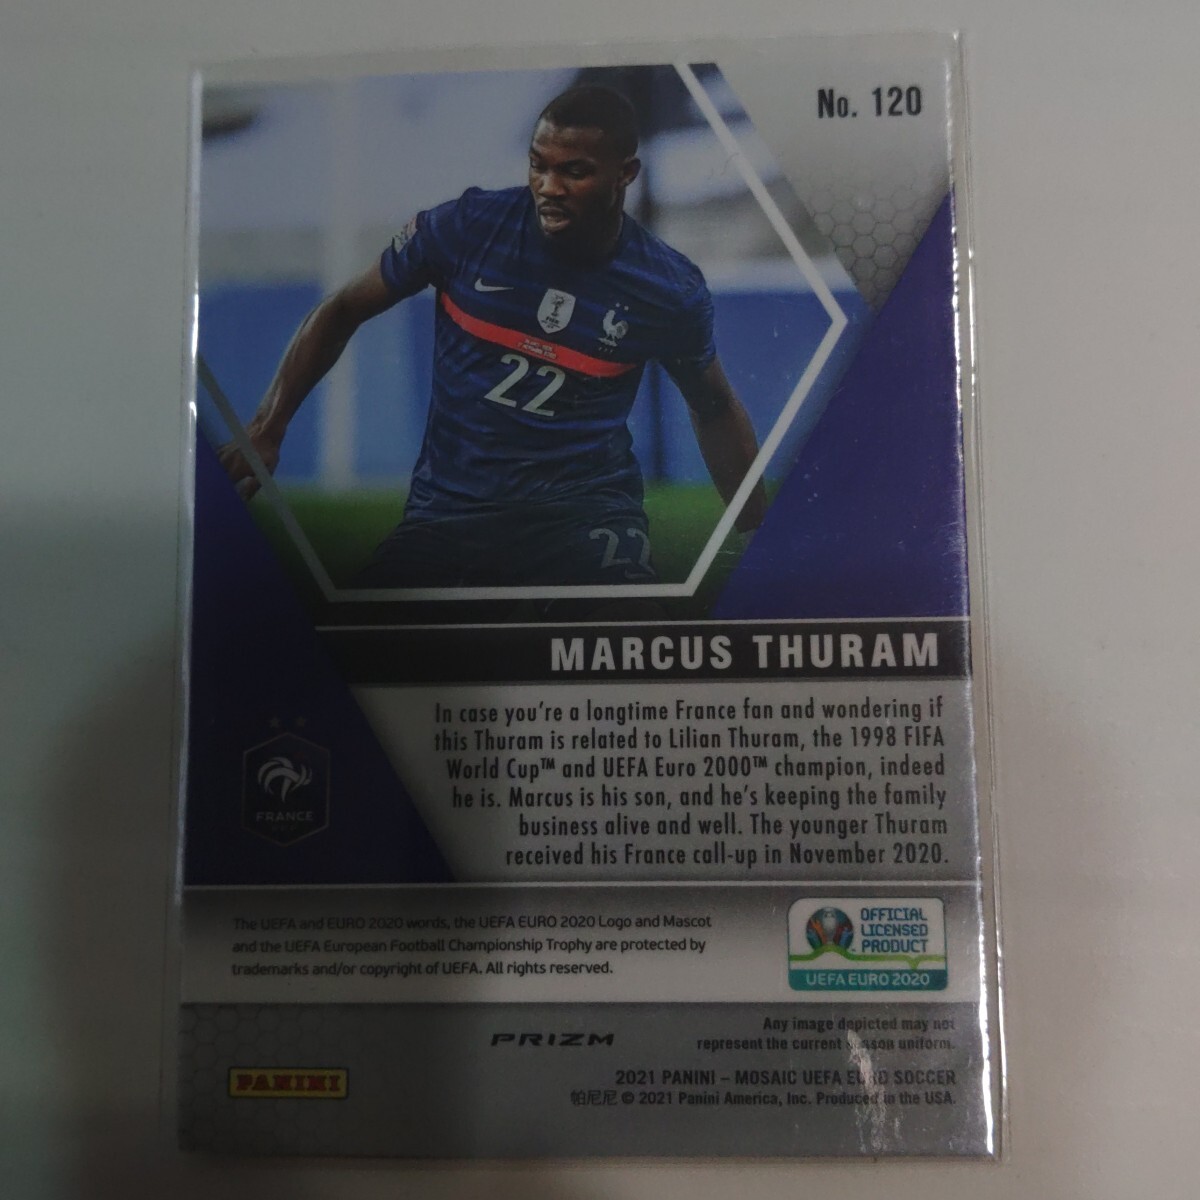 No. 120
22
22
MARCUS THURAM
In case you're a longtime France fan and wondering if
this Thuram is related to Lilian Thuram, the 1998 FIFA
World Cup™ and UEFA Euro 2000™ champion, indeed
he is. Marcus is his son, and he's keeping the family
business alive and well. The younger Thuram
received his France call-up in November 2020.
FRANCE
The UEFA and EURO 2020 words, the UEFA EURO 2020 Logo and Mascot
and the UEFA European Football Championship Trophy are protected by
trademarks and/or copyright of UEFA. All rights reserved.
OFFICIAL
LICENSED
PRODUCT
UEFA EURO 2020
PRIZM
Any image depicted may not
represent the current season uniform.
PANINI
2021 PANINI – MOSAIC UEFA EURO SOCCER
帕尼尼 © 2021 Panini America, Inc. Produced in the USA.